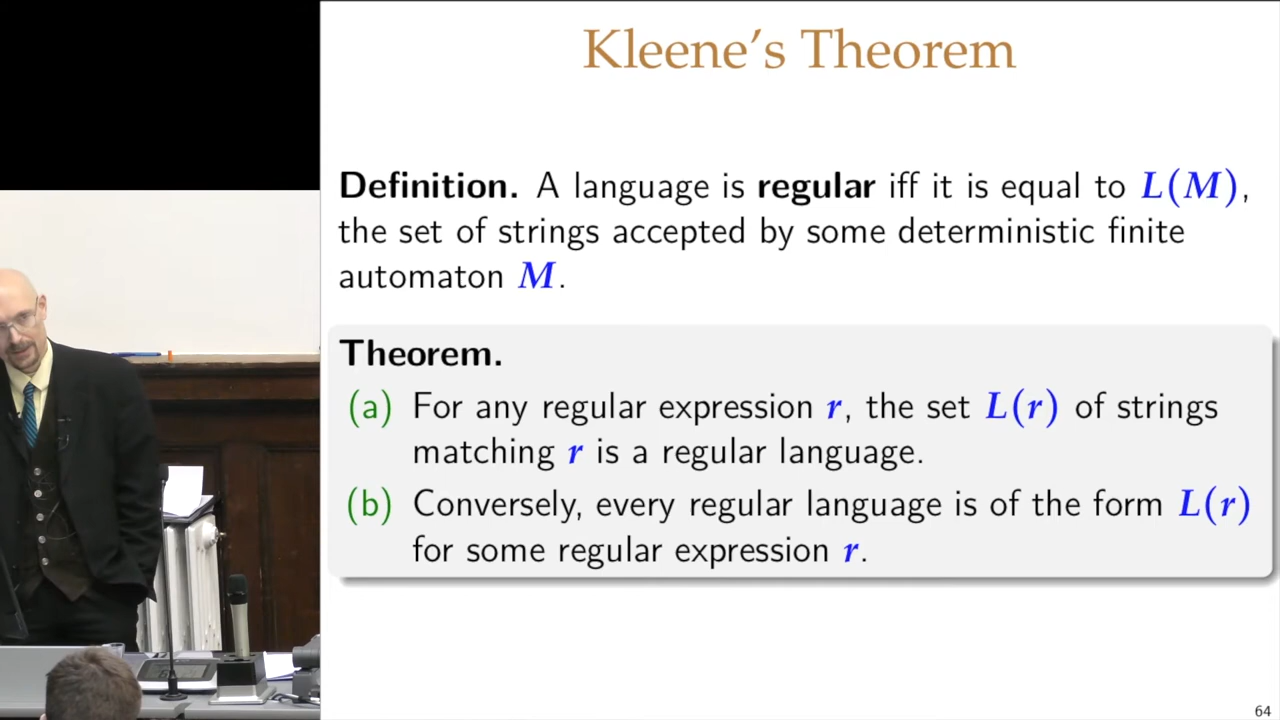 Kleene's Theorem
Definition. A language is regular iff it is equal to L(M),
the set of strings accepted by some deterministic finite
automaton M.
Theorem.
(a) For any regular expression r, the set L(r) of strings
matching r is a regular language.
(b) Conversely, every regular language is of the form L(r)
for some regular expression r.
64